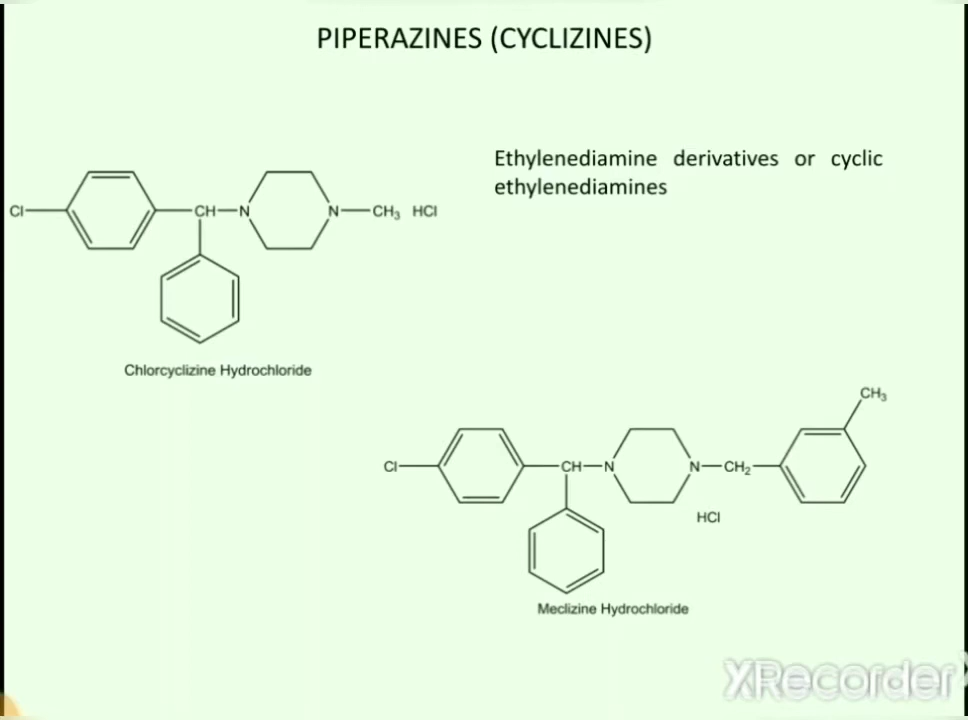 PIPERAZINES (CYCLIZINES)
Ethylenediamine derivatives or cyclic
ethylenediamines
Cl CH N N CH₃ HCl
Chlorcyclizine Hydrochloride
CH₃
Cl CH N N CH₂
HCl
Meclizine Hydrochloride
XRecorder